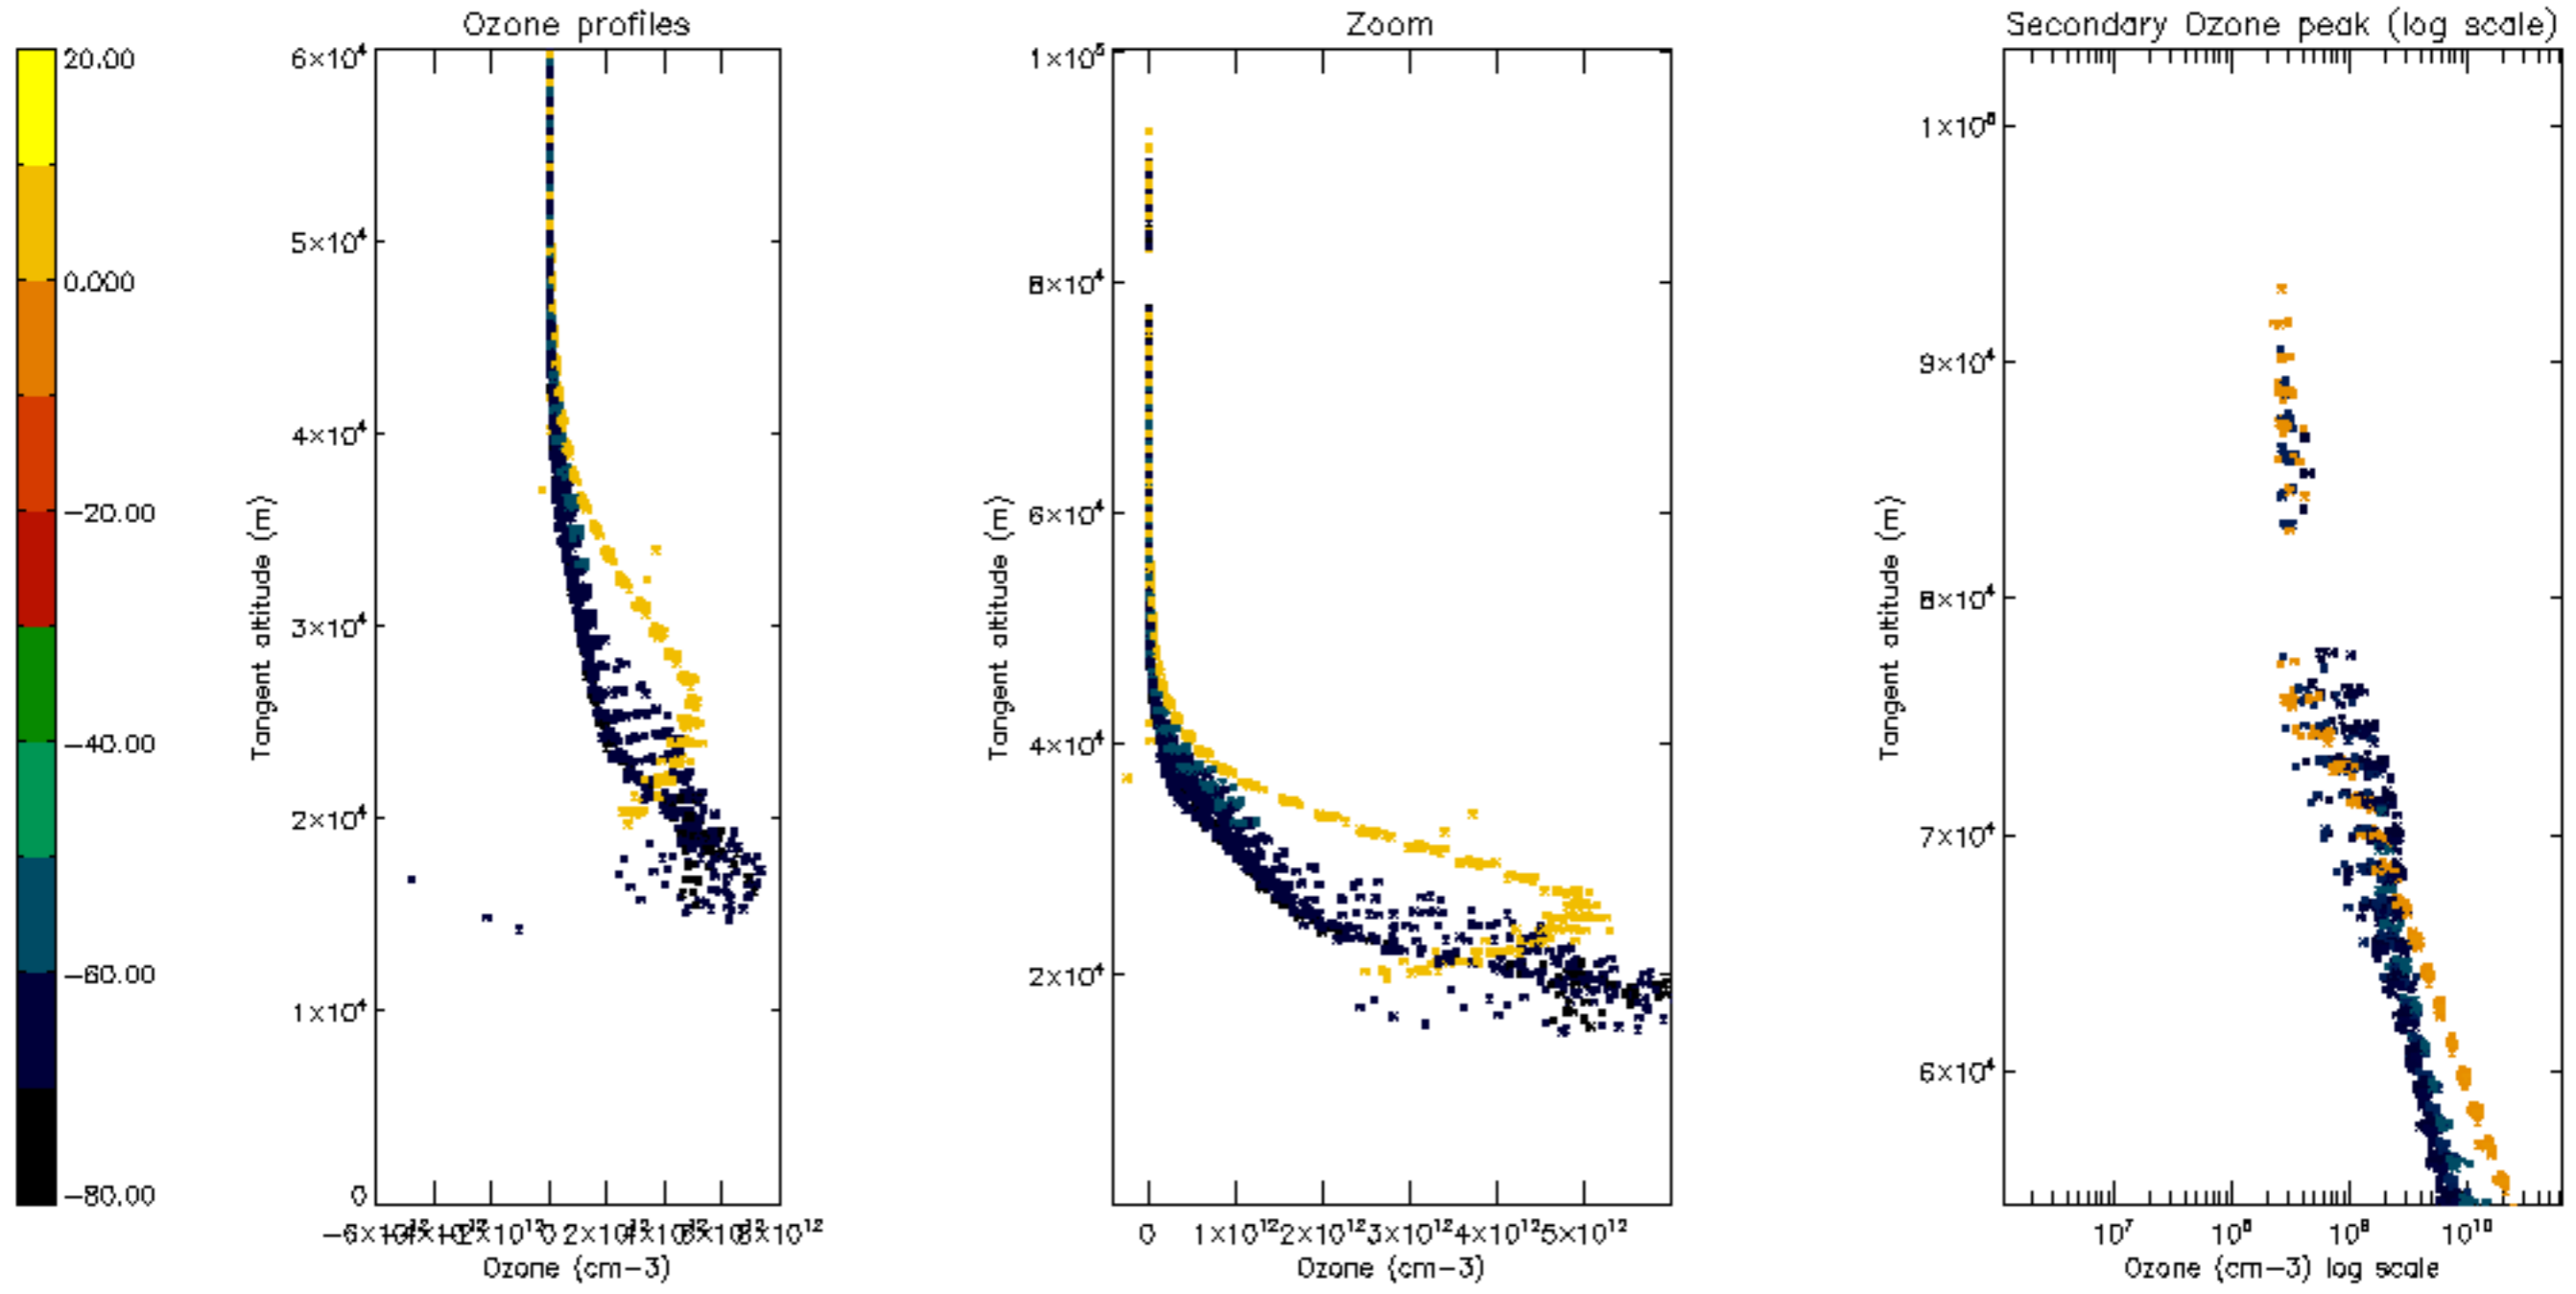 Ozone profiles
Zoom
Secondary Ozone peak (log scale)
20.00
0.000
−20.00
−40.00
−60.00
−80.00
6×10⁴
5×10⁴
4×10⁴
3×10⁴
2×10⁴
1×10⁴
0
Tangent altitude (m)
2×10¹² 8×10¹²
Ozone (cm−3)
1×10⁵
8×10⁴
6×10⁴
4×10⁴
2×10⁴
Tangent altitude (m)
0 1×10¹² 2×10¹² 3×10¹² 4×10¹² 5×10¹²
Ozone (cm−3)
1×10⁵
9×10⁴
8×10⁴
7×10⁴
6×10⁴
Tangent altitude (m)
10⁷ 10⁸ 10⁹ 10¹⁰
Ozone (cm−3) log scale